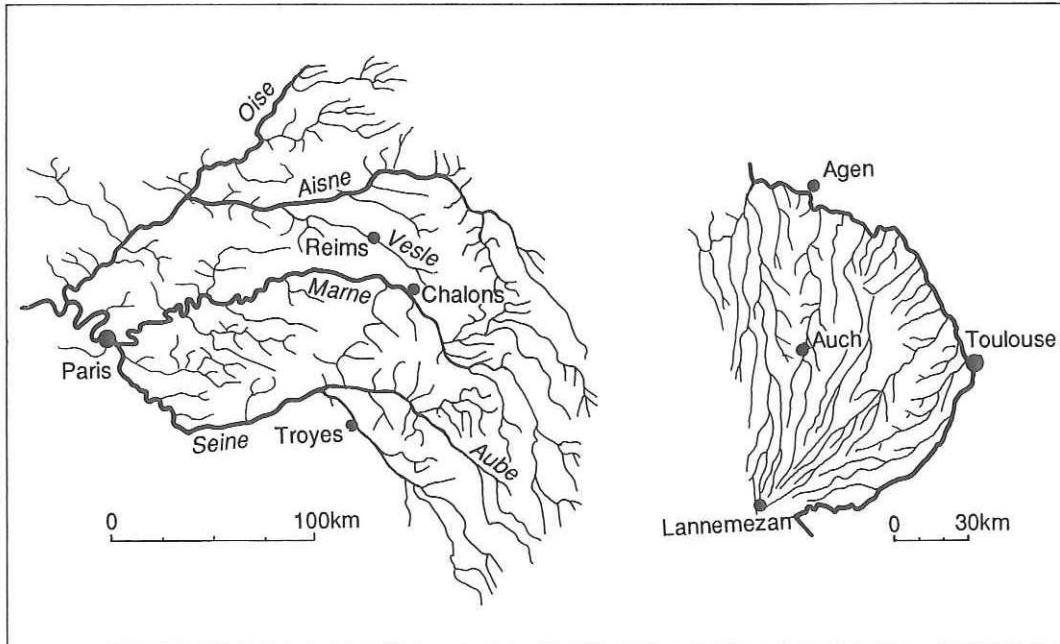 Oise
Aisne
Reims
Vesle
Marne
Chalons
Paris
Seine
Troyes
Aube
0 100km
Agen
Auch
Toulouse
Lannemezan
0 30km